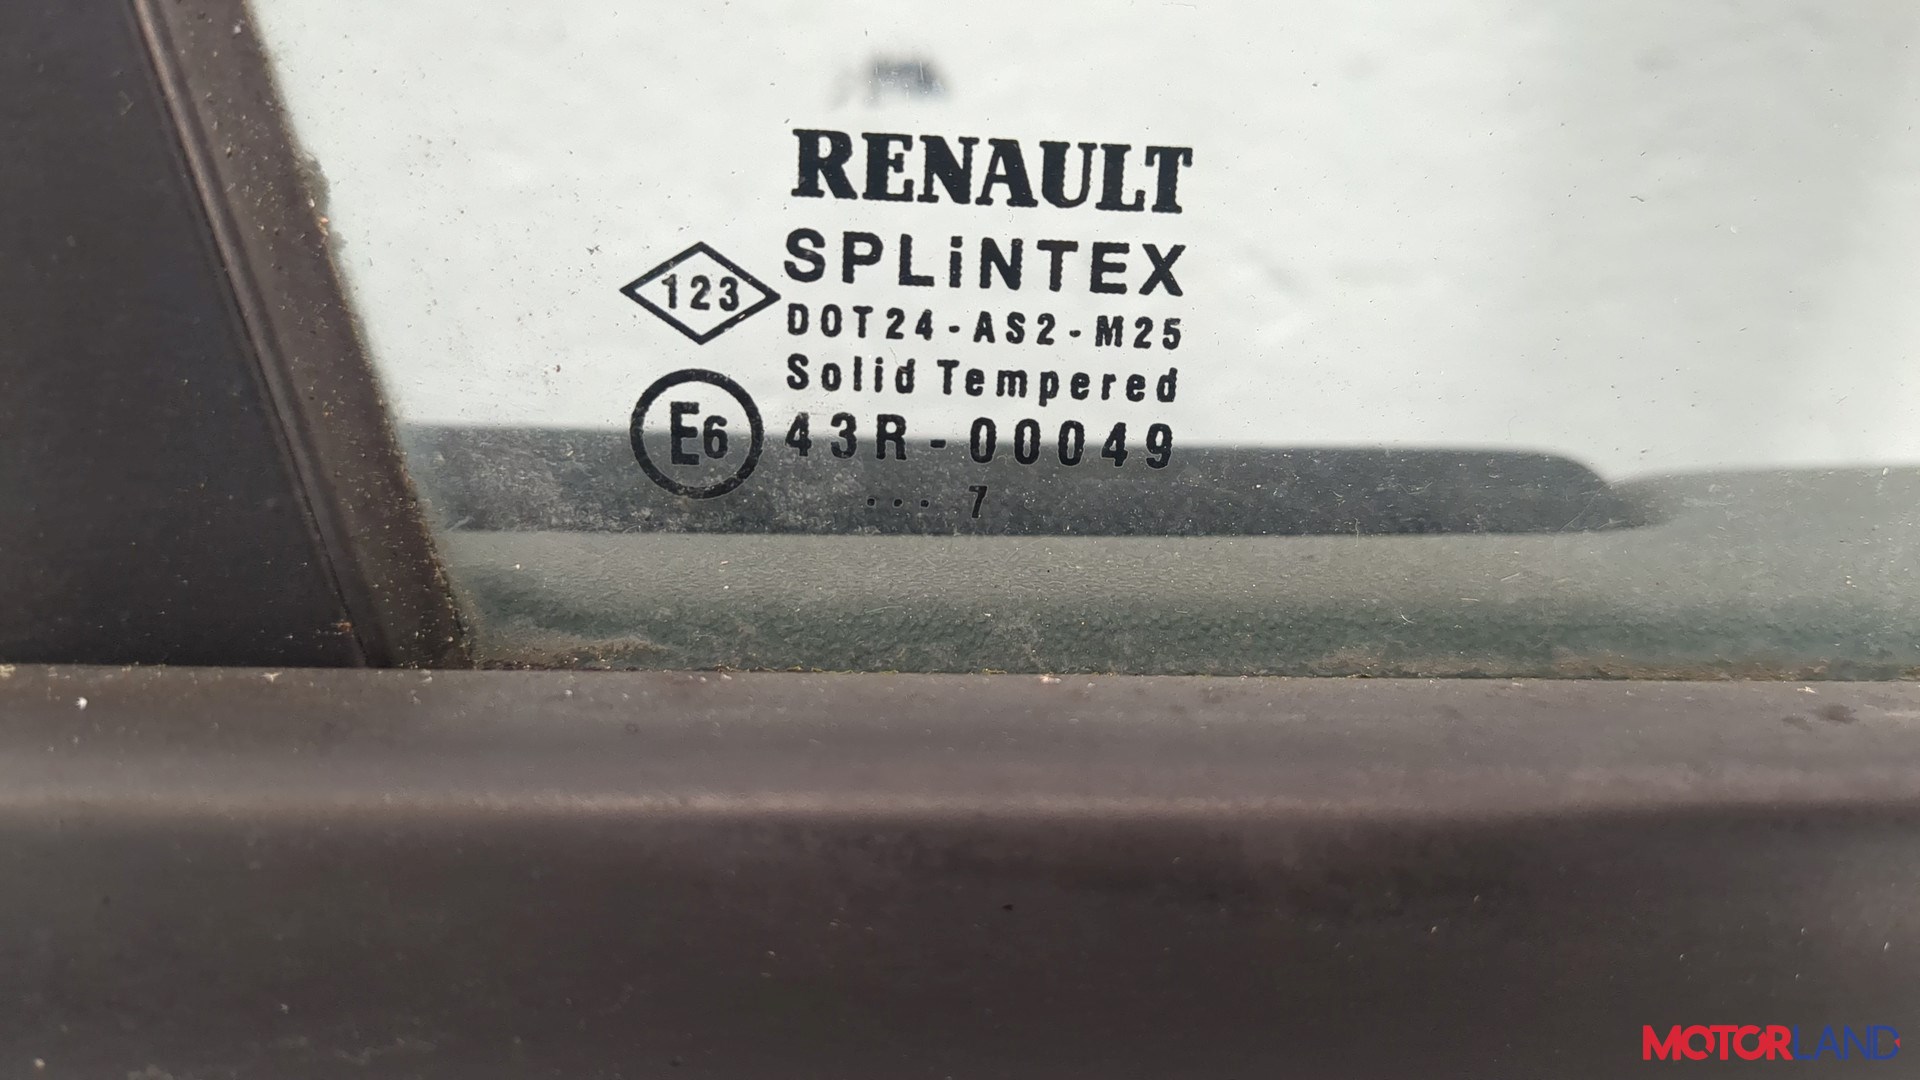 RENAULT
SPLiNTEX
123
DOT24-AS2-M25
Solid Tempered
E6 43R-00049
... 7
MOTORLAND